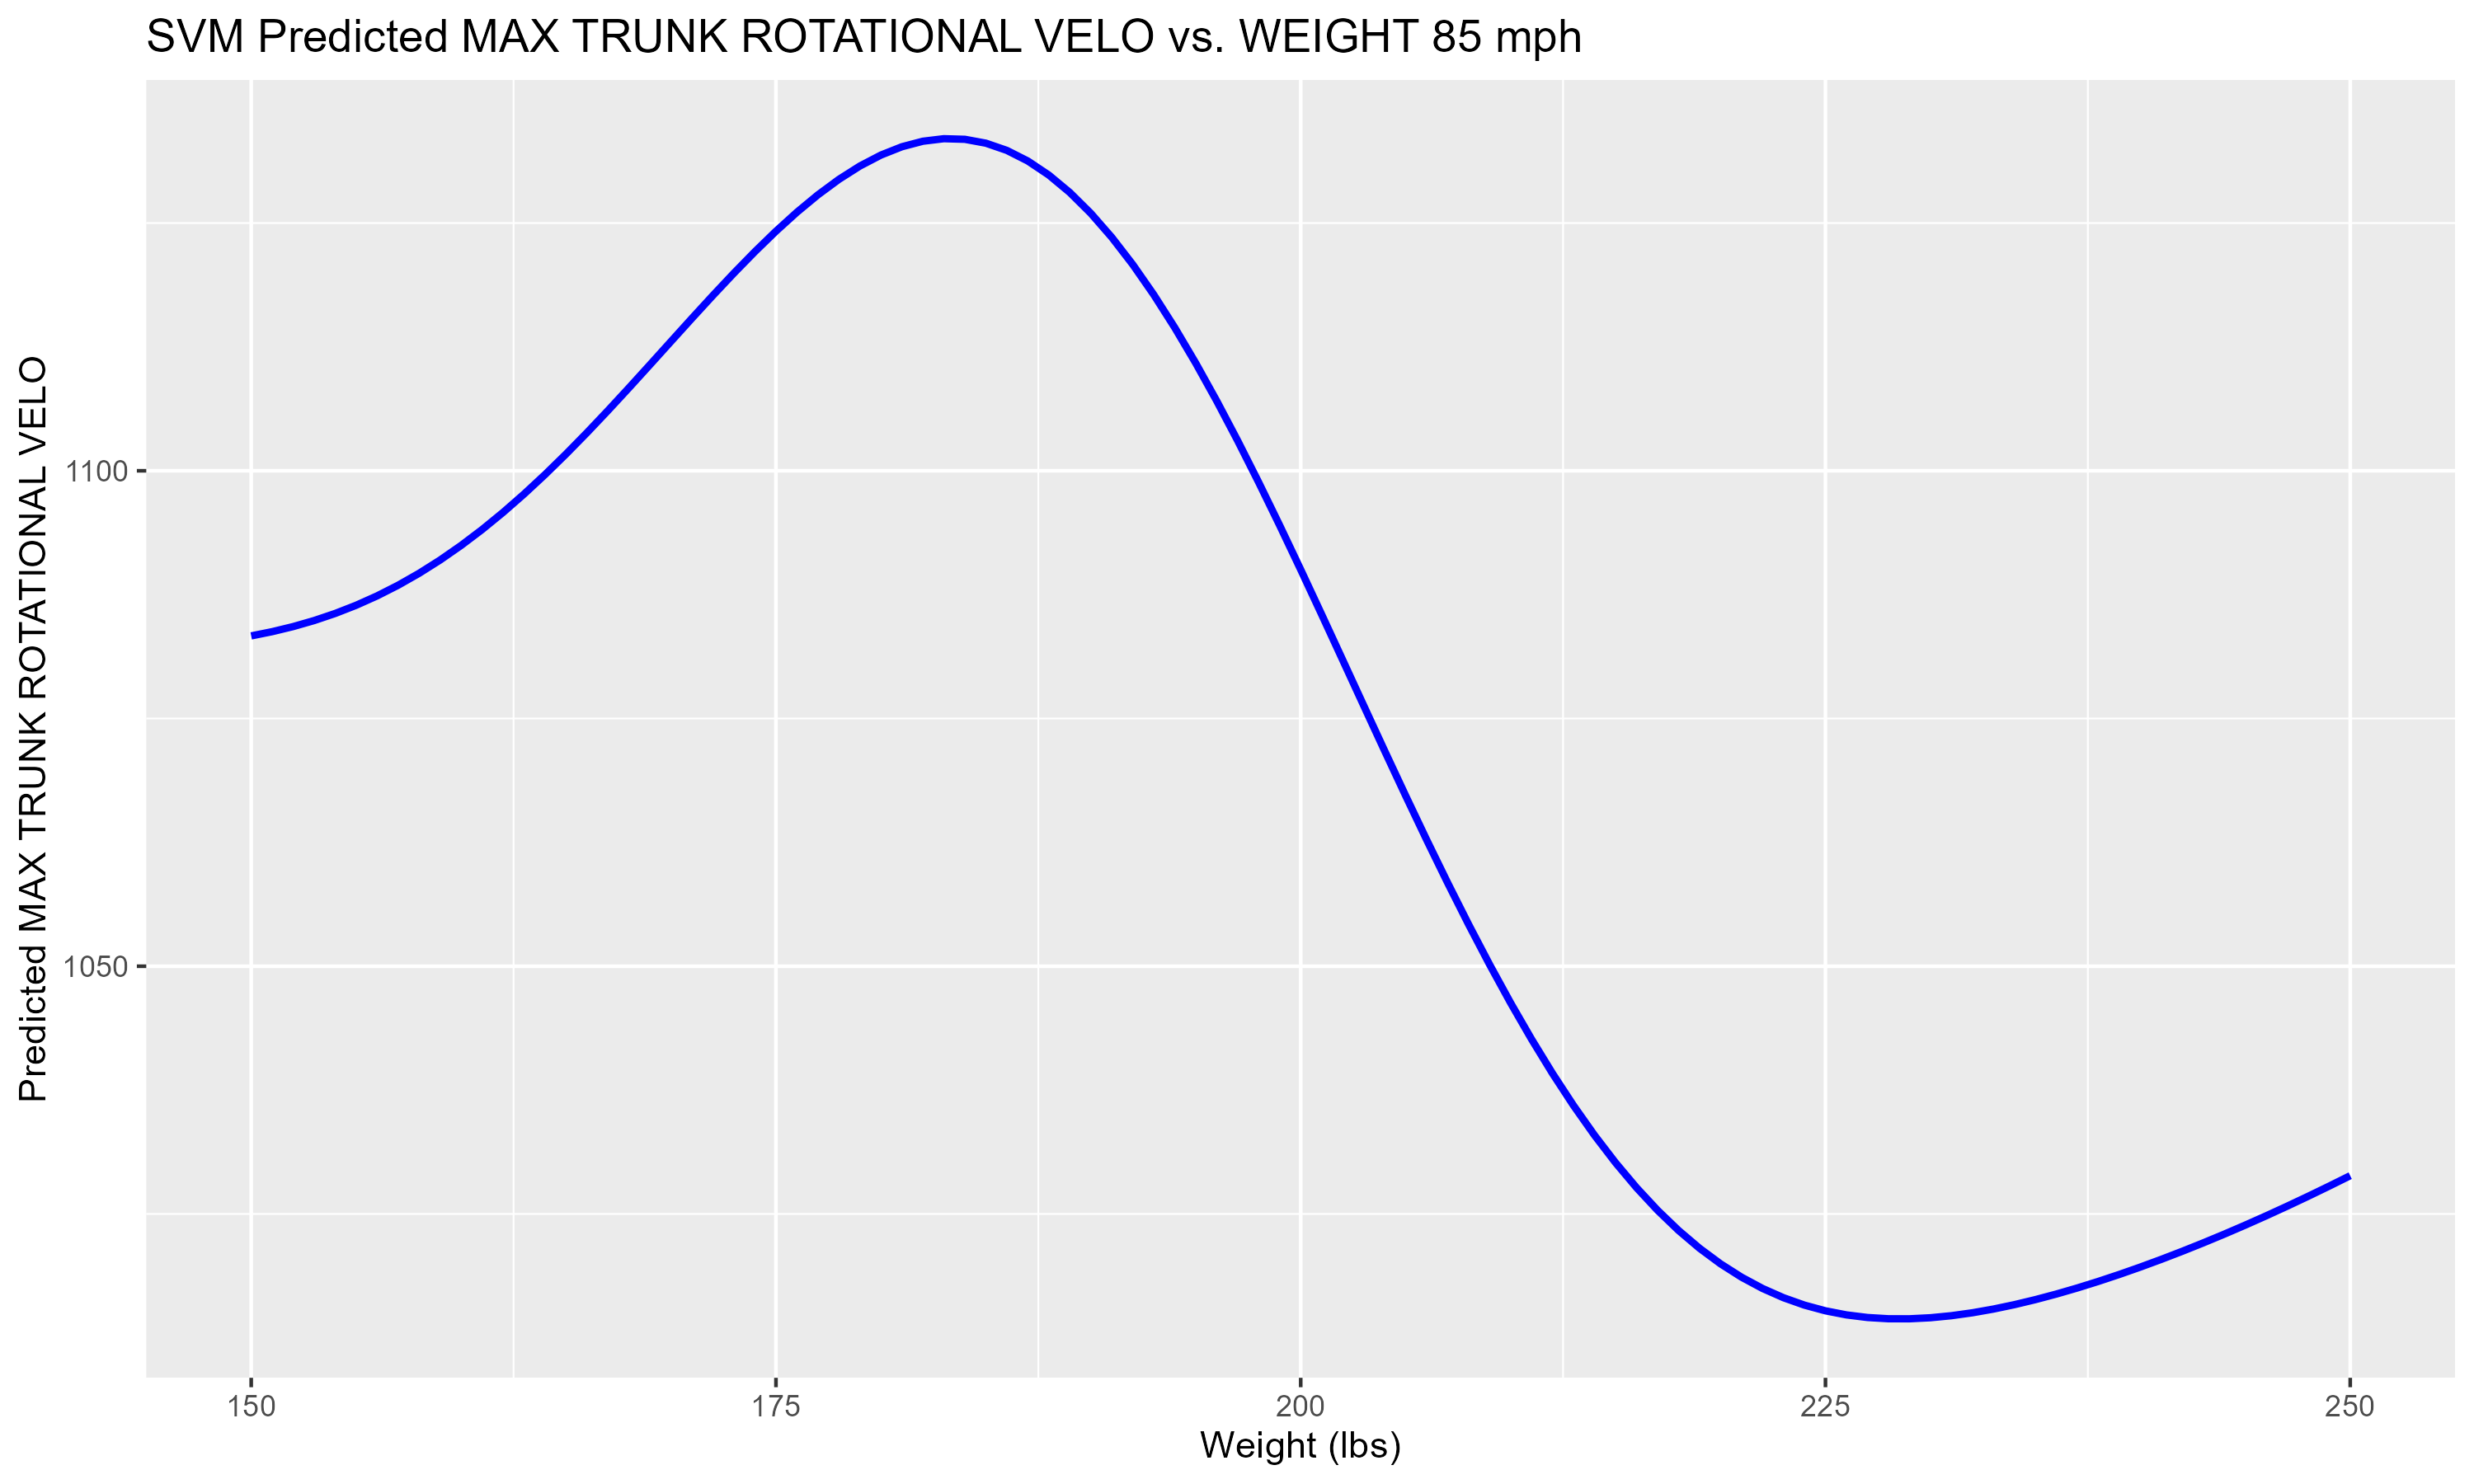 SVM Predicted MAX TRUNK ROTATIONAL VELO vs. WEIGHT 85 mph
Predicted MAX TRUNK ROTATIONAL VELO
1100
1050
150 175 200 225 250
Weight (lbs)